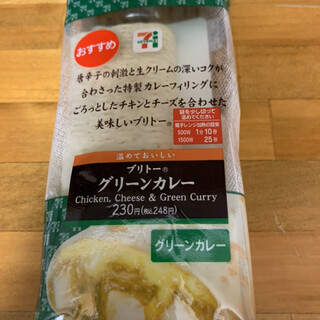 おすすめ
7
ELEVEN
唐辛子の刺激と生クリームの深いコクが
合わさった特製カレーフィリングに
ごろっとしたチキンとチーズを合わせた
美味しいブリトー®
袋を少し切って
温めてください
電子レンジ加熱の目安
500W 1分10秒
1500W 25秒
温めておいしい
ブリトー®
グリーンカレー
Chicken, Cheese & Green Curry
230円(税込248円)
グリーンカレー